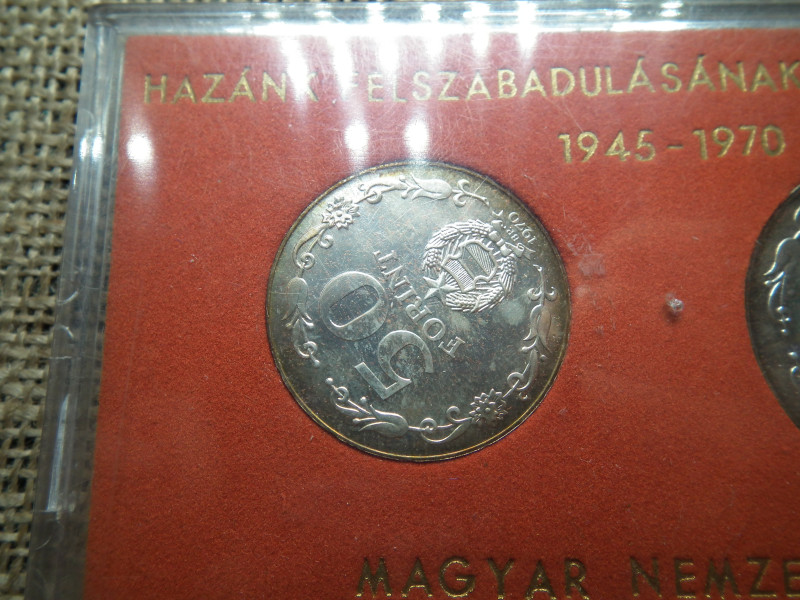 HAZÁNK FELSZABADULÁSÁNAK
1945-1970
1970
50
FORINT
MAGYAR NEMZE